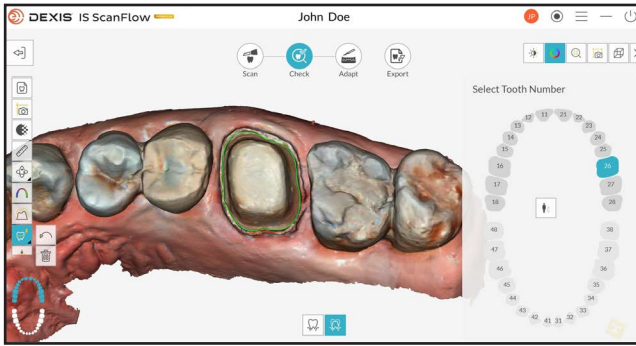 DEXIS IS ScanFlow
John Doe
JP
Scan
Check
Adapt
Export
Select Tooth Number
12 11 21 22
13 23
14 24
15 25
16 26
17 27
18 28
48 38
47 37
46 36
45 35
44 34
43 33
42 41 31 32